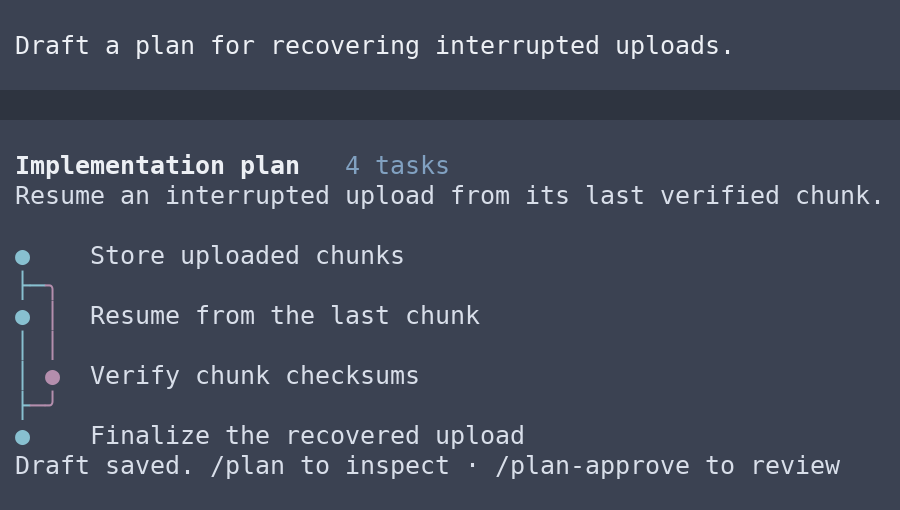 Draft a plan for recovering interrupted uploads.
Implementation plan   4 tasks
Resume an interrupted upload from its last verified chunk.
Store uploaded chunks
Resume from the last chunk
Verify chunk checksums
Finalize the recovered upload
Draft saved. /plan to inspect · /plan-approve to review